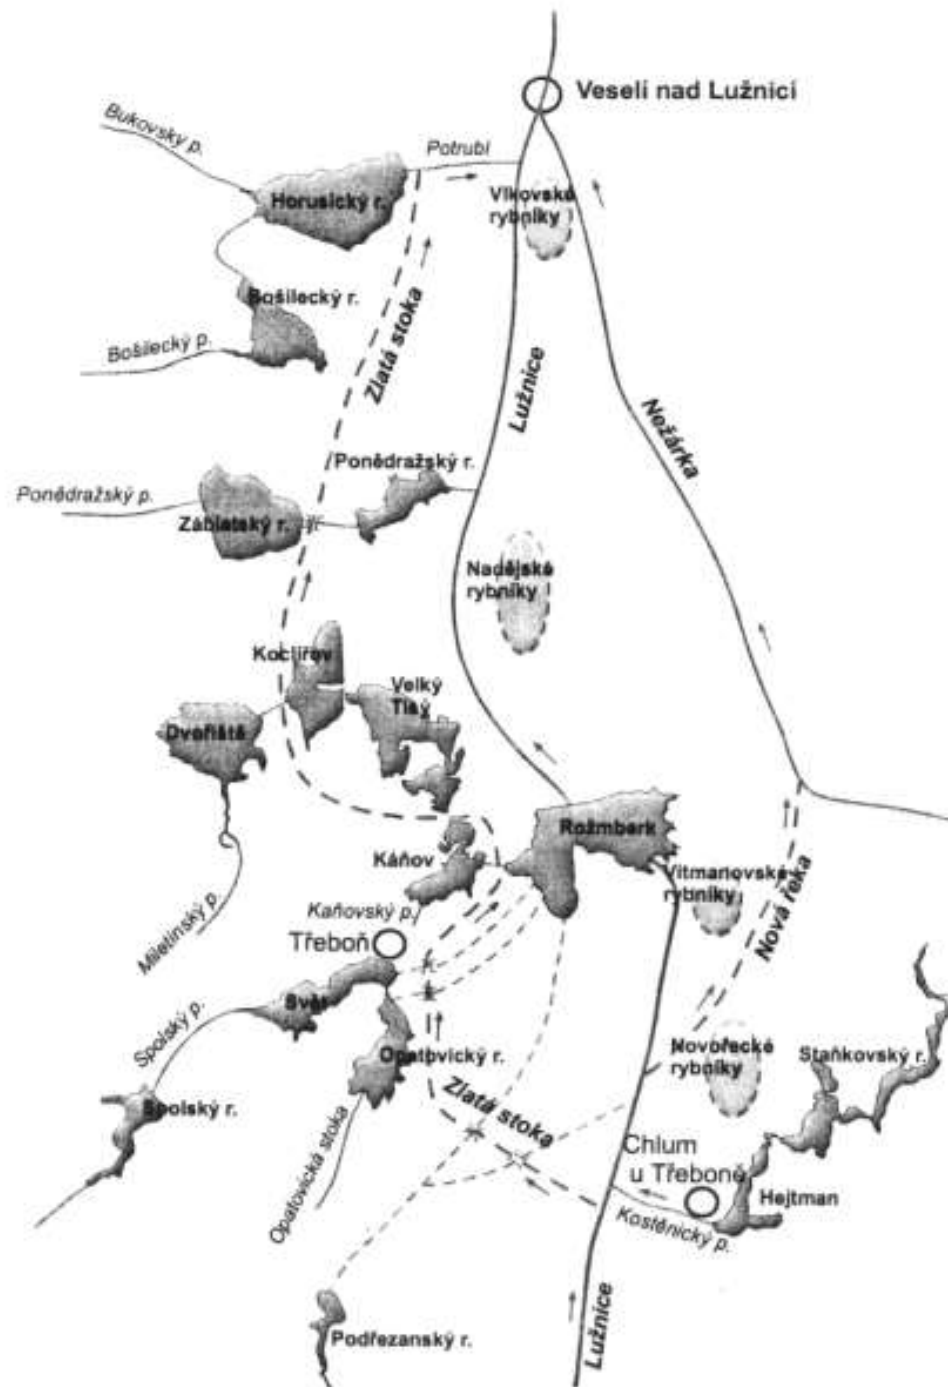 Veselí nad Lužnicí
Bukovský p.
Potrubí
Horusický r.
Vlkovské
rybníky
Bošilecký r.
Zlatá stoka
Bošilecký p.
Lužnice
Nežárka
Ponědražský r.
Ponědražský p.
Záblatský r.
Nadějské
rybníky
Koclířov
Velký
Tisý
Dvořiště
Rožmberk
Káňov
Vitmanovské
rybníky
Nová řeka
Miletínský p.
Kaňovský p.
Třeboň
Svět
Spolský p.
Opatovický r.
Novořecké
rybníky
Staňkovský r.
Spolský r.
Zlatá stoka
Opatovická stoka
Chlum
u Třeboně
Hejtman
Kostěnický p.
Lužnice
Podřezanský r.